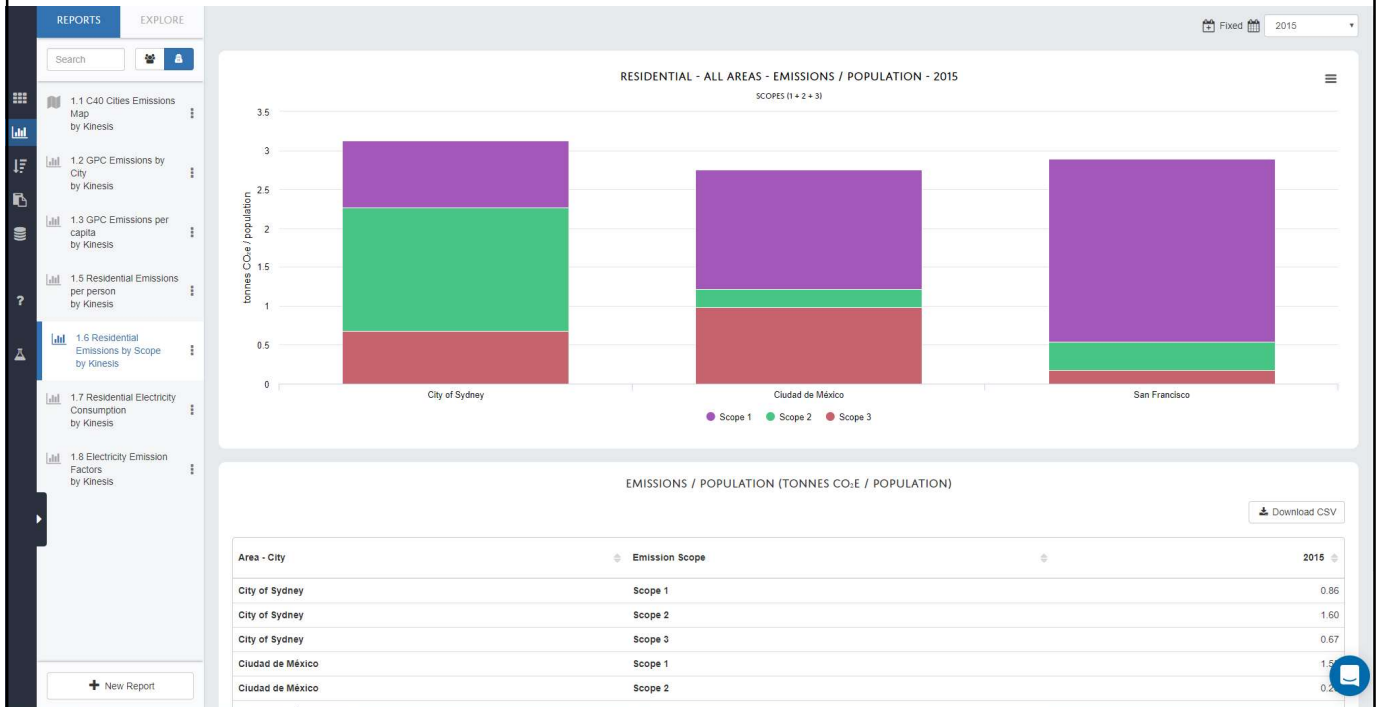 REPORTS
EXPLORE
Search
1.1 C40 Cities Emissions
Map
by Kinesis
1.2 GPC Emissions by
City
by Kinesis
1.3 GPC Emissions per
capita
by Kinesis
1.5 Residential Emissions
per person
by Kinesis
1.6 Residential
Emissions by Scope
by Kinesis
1.7 Residential Electricity
Consumption
by Kinesis
1.8 Electricity Emission
Factors
by Kinesis
New Report
?
Fixed
2015
RESIDENTIAL - ALL AREAS - EMISSIONS / POPULATION - 2015
SCOPES (1 + 2 + 3)
tonnes CO₂e / population
3.5
3
2.5
2
1.5
1
0.5
0
City of Sydney
Ciudad de México
San Francisco
Scope 1
Scope 2
Scope 3
EMISSIONS / POPULATION (TONNES CO₂E / POPULATION)
Download CSV
Area - City
Emission Scope
2015
City of Sydney
Scope 1
0.86
City of Sydney
Scope 2
1.60
City of Sydney
Scope 3
0.67
Ciudad de México
Scope 1
Ciudad de México
Scope 2